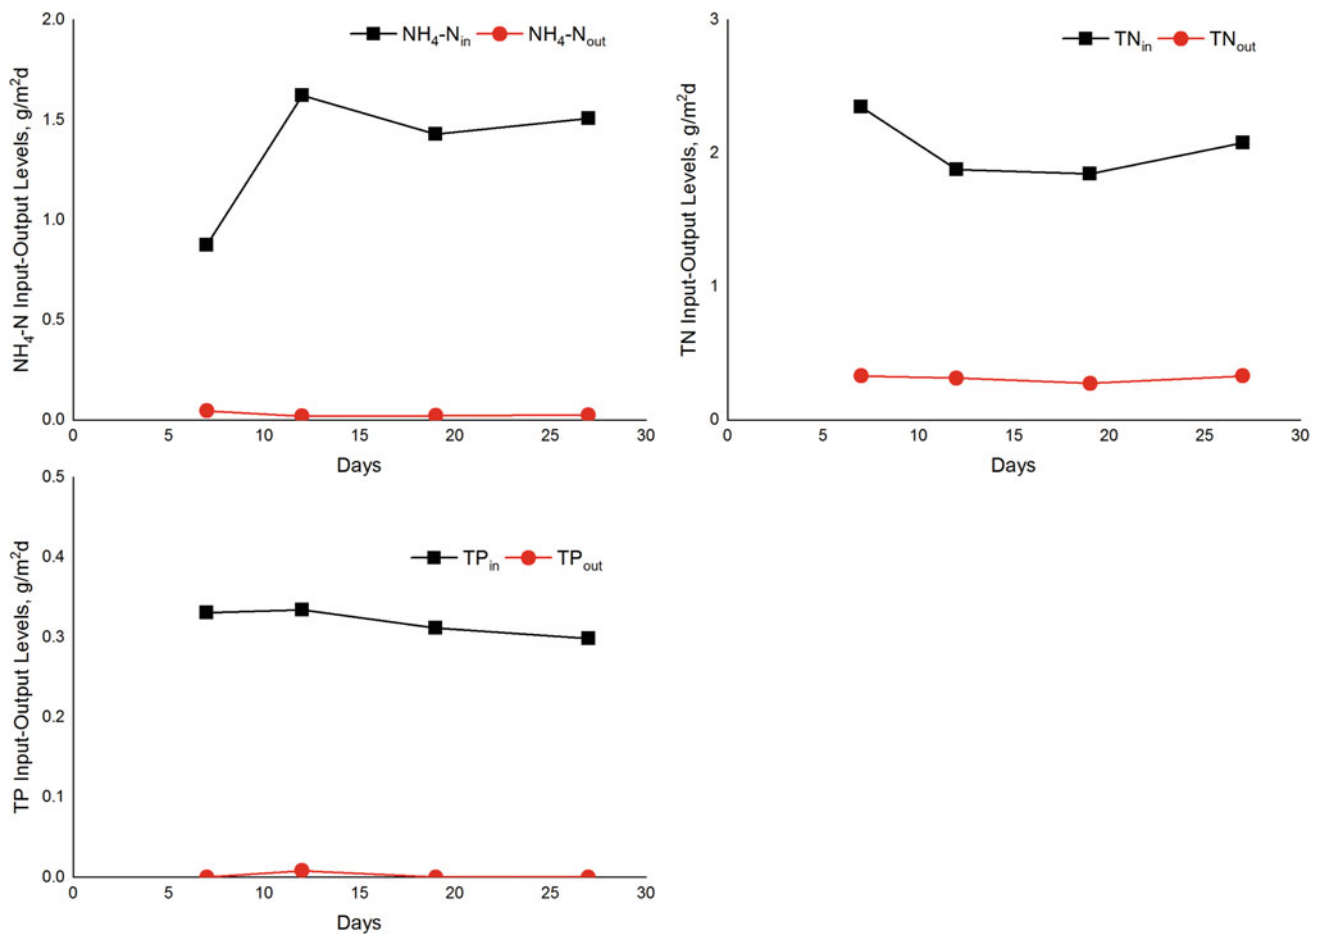 NH₄-N Input-Output Levels, g/m²d
2.0
1.5
1.0
0.5
0.0
NH₄-Nᵢₙ NH₄-Nₒᵤₜ
0 5 10 15 20 25 30
Days
TN Input-Output Levels, g/m²d
3
2
1
0
TNᵢₙ TNₒᵤₜ
0 5 10 15 20 25 30
Days
TP Input-Output Levels, g/m²d
0.5
0.4
0.3
0.2
0.1
0.0
TPᵢₙ TPₒᵤₜ
0 5 10 15 20 25 30
Days